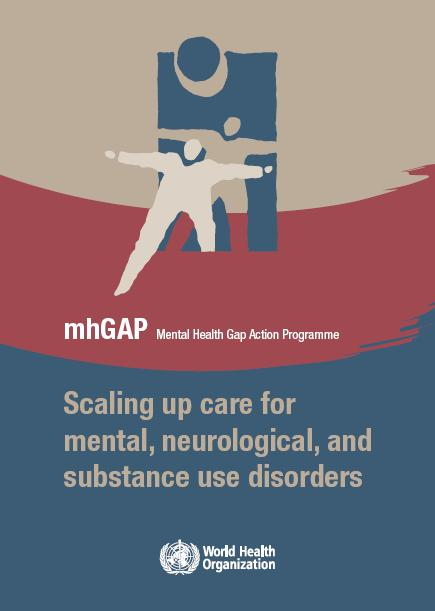 mhGAP Mental Health Gap Action Programme
Scaling up care for
mental, neurological, and
substance use disorders
World Health
Organization